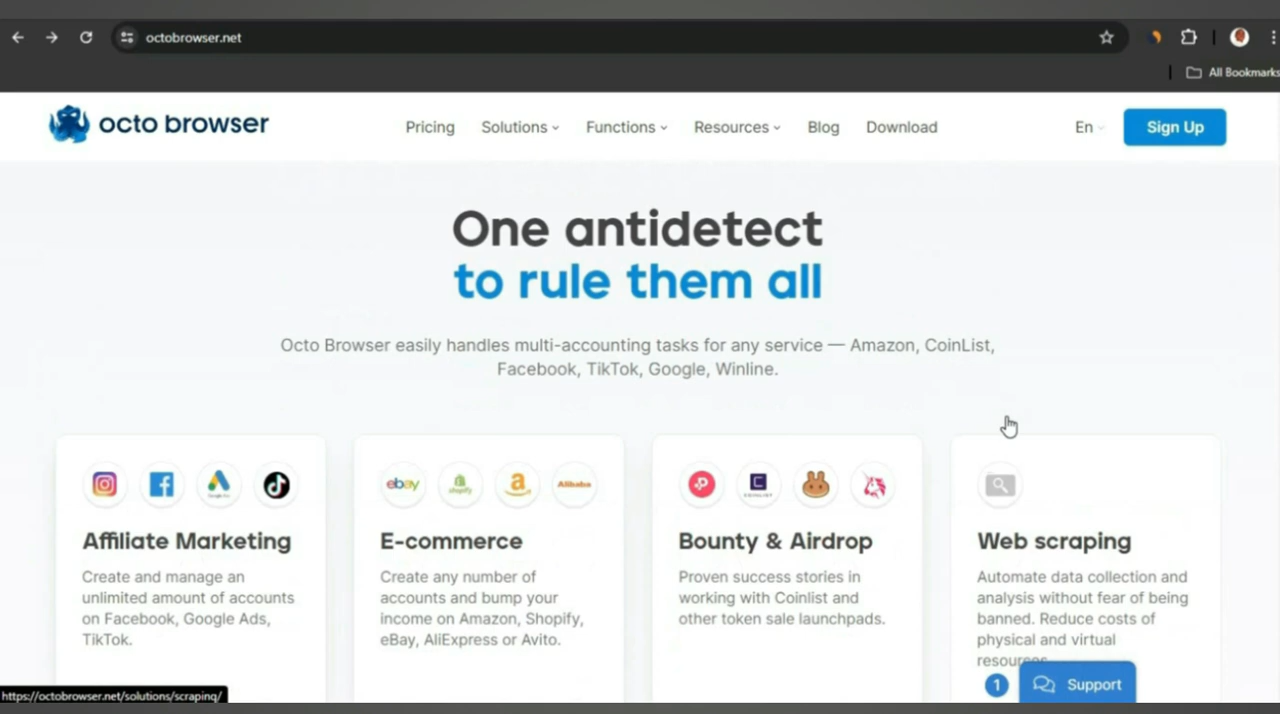 octobrowser.net
All Bookmarks
octo browser
Pricing
Solutions
Functions
Resources
Blog
Download
En
Sign Up
One antidetect
to rule them all
Octo Browser easily handles multi-accounting tasks for any service — Amazon, CoinList,
Facebook, TikTok, Google, Winline.
Affiliate Marketing
Create and manage an
unlimited amount of accounts
on Facebook, Google Ads,
TikTok.
ebay
shopify
Alibaba
E-commerce
Create any number of
accounts and bump your
income on Amazon, Shopify,
eBay, AliExpress or Avito.
COINLIST
Bounty & Airdrop
Proven success stories in
working with Coinlist and
other token sale launchpads.
Web scraping
Automate data collection and
analysis without fear of being
banned. Reduce costs of
physical and virtual
resources.
1
Support
https://octobrowser.net/solutions/scraping/